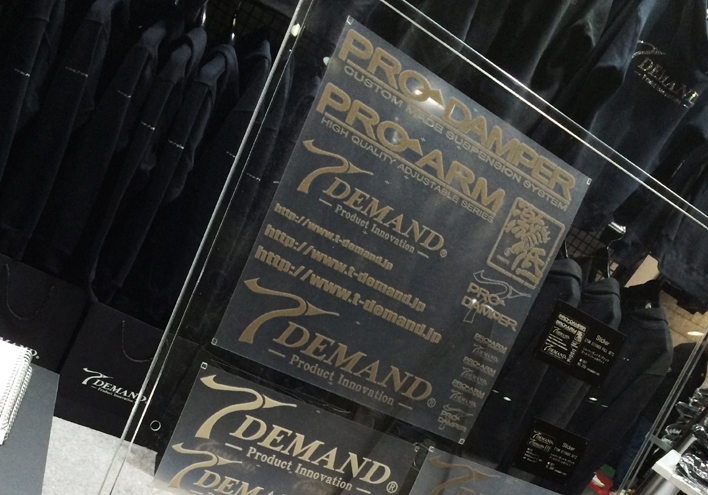 PRO DAMPER
CUSTOM MADE SUSPENSION SYSTEM
PRO ARM
HIGH QUALITY ADJUSTABLE SERIES
T DEMAND
Product Innovation ®
http://www.t-demand.jp
http://www.t-demand.jp
http://www.t-demand.jp
T DEMAND®
Product Innovation
PRO-
DAMPER
T DEMAND
Product Innovation
T DEMAND®
T DEMAND
T DEMAND
Sticker
Sticker